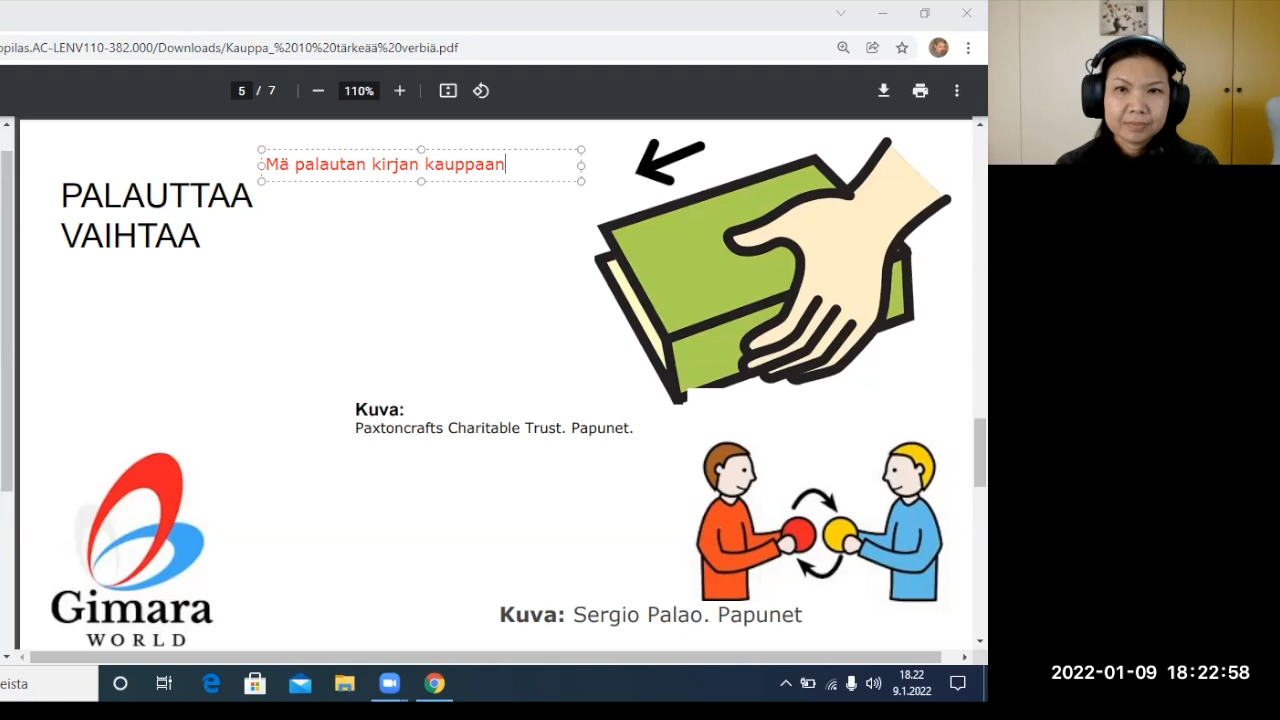 opilas.AC-LENV110-382.000/Downloads/Kauppa_%2010%20tärkeää%20verbiä.pdf
5 / 7
110%
Mä palautan kirjan kauppaan
PALAUTTAA
VAIHTAA
Kuva:
Paxtoncrafts Charitable Trust. Papunet.
Gimara
WORLD
Kuva: Sergio Palao. Papunet
eista
18.22
9.1.2022
2022-01-09 18:22:58